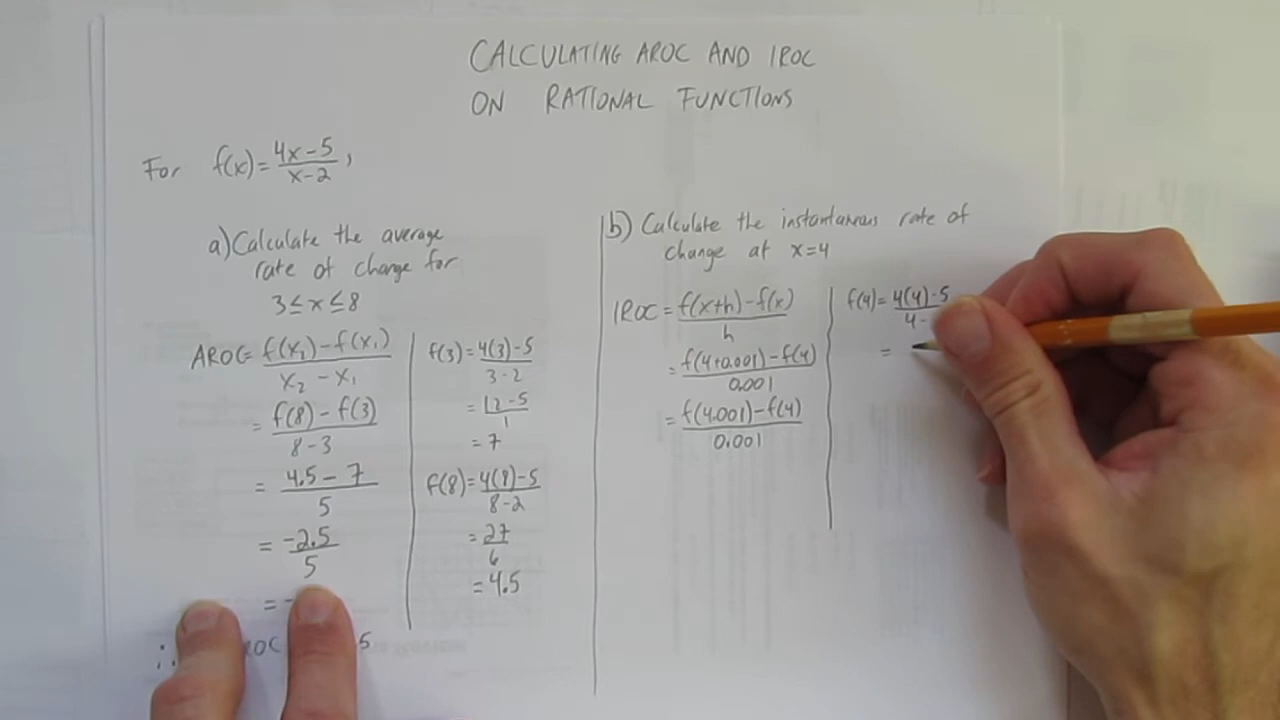 CALCULATING AROC AND IROC
ON RATIONAL FUNCTIONS
For f(x)=(4x-5)/(x-2),
a) Calculate the average
rate of change for
3≤x≤8
AROC=(f(x₂)-f(x₁))/(x₂-x₁)
=(f(8)-f(3))/(8-3)
=(4.5-7)/5
=-2.5/5
=-
∴ ROC 5
f(3)=(4(3)-5)/(3-2)
=(12-5)/1
=7
f(8)=(4(8)-5)/(8-2)
=27/6
=4.5
b) Calculate the instantaneous rate of
change at x=4
IROC=(f(x+h)-f(x))/h
=(f(4+0.001)-f(4))/0.001
=(f(4.001)-f(4))/0.001
f(4)=(4(4)-5)/(4-
=